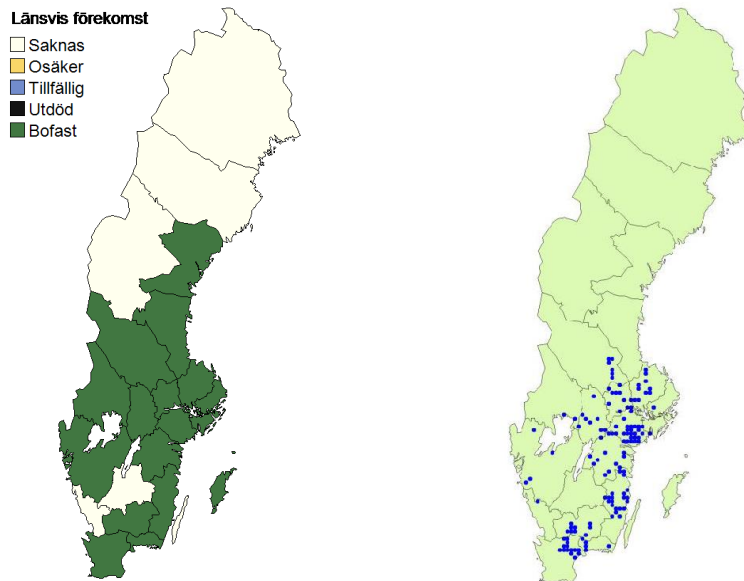 Länsvis förekomst
Saknas
Osäker
Tillfällig
Utdöd
Bofast